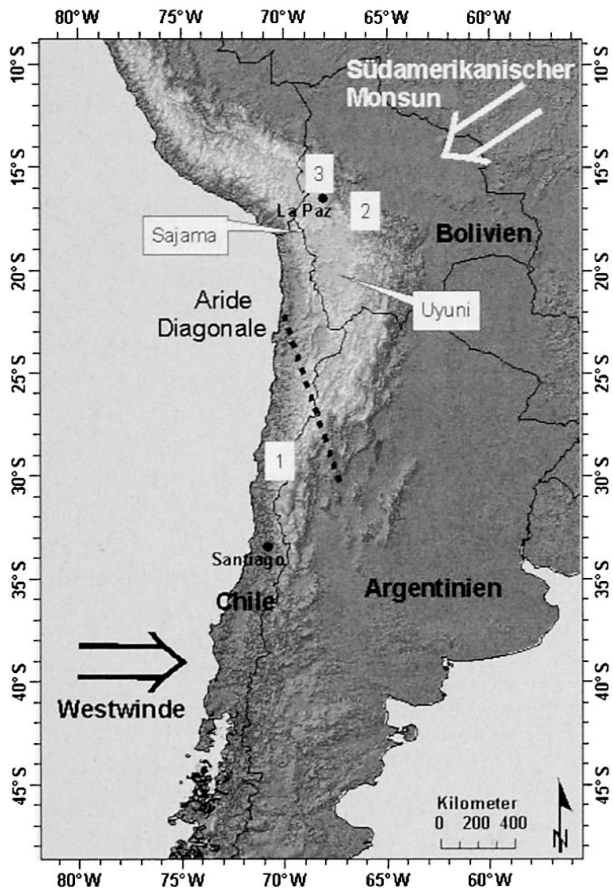 80°W 75°W 70°W 65°W 60°W
10°S 10°S
Südamerikanischer
Monsun
15°S 15°S
3
La Paz
2
Sajama
Bolivien
20°S 20°S
Aride
Diagonale
Uyuni
25°S 25°S
1
30°S 30°S
Santiago
35°S 35°S
Chile
Argentinien
40°S 40°S
Westwinde
45°S 45°S
Kilometer
0 200 400
N
80°W 75°W 70°W 65°W 60°W